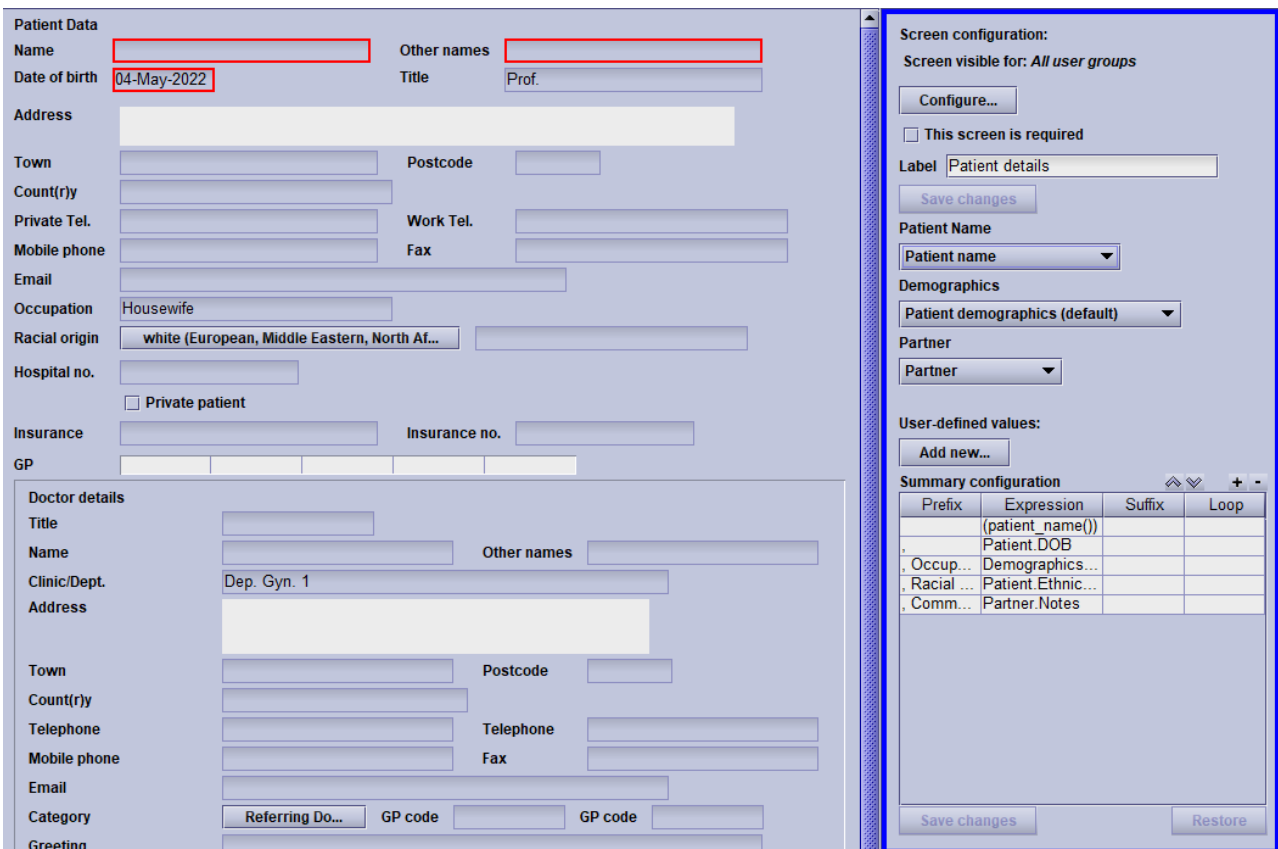 Patient Data
Name Other names
Date of birth 04-May-2022 Title Prof.
Address
Town Postcode
Count(r)y
Private Tel. Work Tel.
Mobile phone Fax
Email
Occupation Housewife
Racial origin white (European, Middle Eastern, North Af...
Hospital no.
Private patient
Insurance Insurance no.
GP
Doctor details
Title
Name Other names
Clinic/Dept. Dep. Gyn. 1
Address
Town Postcode
Count(r)y
Telephone Telephone
Mobile phone Fax
Email
Category Referring Do... GP code GP code
Greeting
Screen configuration:
Screen visible for: All user groups
Configure...
This screen is required
Label Patient details
Save changes
Patient Name
Patient name
Demographics
Patient demographics (default)
Partner
Partner
User-defined values:
Add new...
Summary configuration + -
Prefix Expression Suffix Loop
(patient_name())
, Patient.DOB
, Occup... Demographics...
, Racial ... Patient.Ethnic...
, Comm... Partner.Notes
Save changes Restore